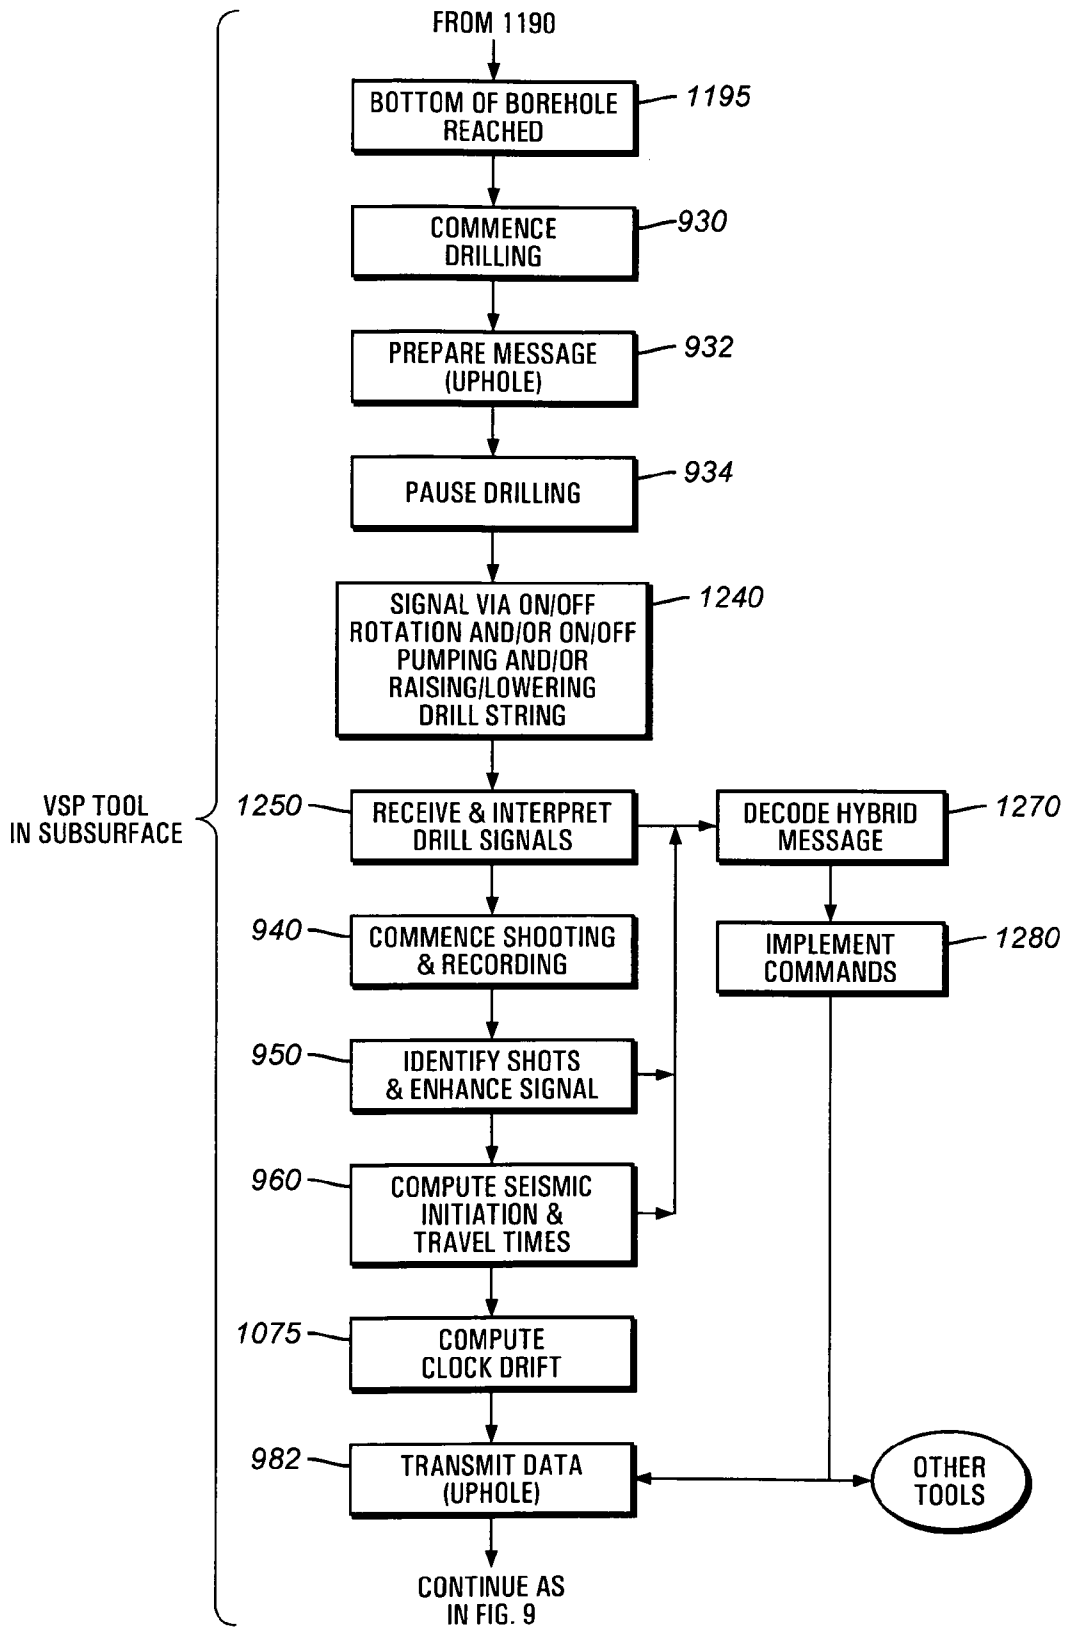 FROM 1190
BOTTOM OF BOREHOLE
REACHED
1195
COMMENCE
DRILLING
930
PREPARE MESSAGE
(UPHOLE)
932
PAUSE DRILLING
934
SIGNAL VIA ON/OFF
ROTATION AND/OR ON/OFF
PUMPING AND/OR
RAISING/LOWERING
DRILL STRING
1240
VSP TOOL
IN SUBSURFACE
1250
RECEIVE & INTERPRET
DRILL SIGNALS
DECODE HYBRID
MESSAGE
1270
940
COMMENCE SHOOTING
& RECORDING
IMPLEMENT
COMMANDS
1280
950
IDENTIFY SHOTS
& ENHANCE SIGNAL
960
COMPUTE SEISMIC
INITIATION &
TRAVEL TIMES
1075
COMPUTE
CLOCK DRIFT
982
TRANSMIT DATA
(UPHOLE)
OTHER
TOOLS
CONTINUE AS
IN FIG. 9